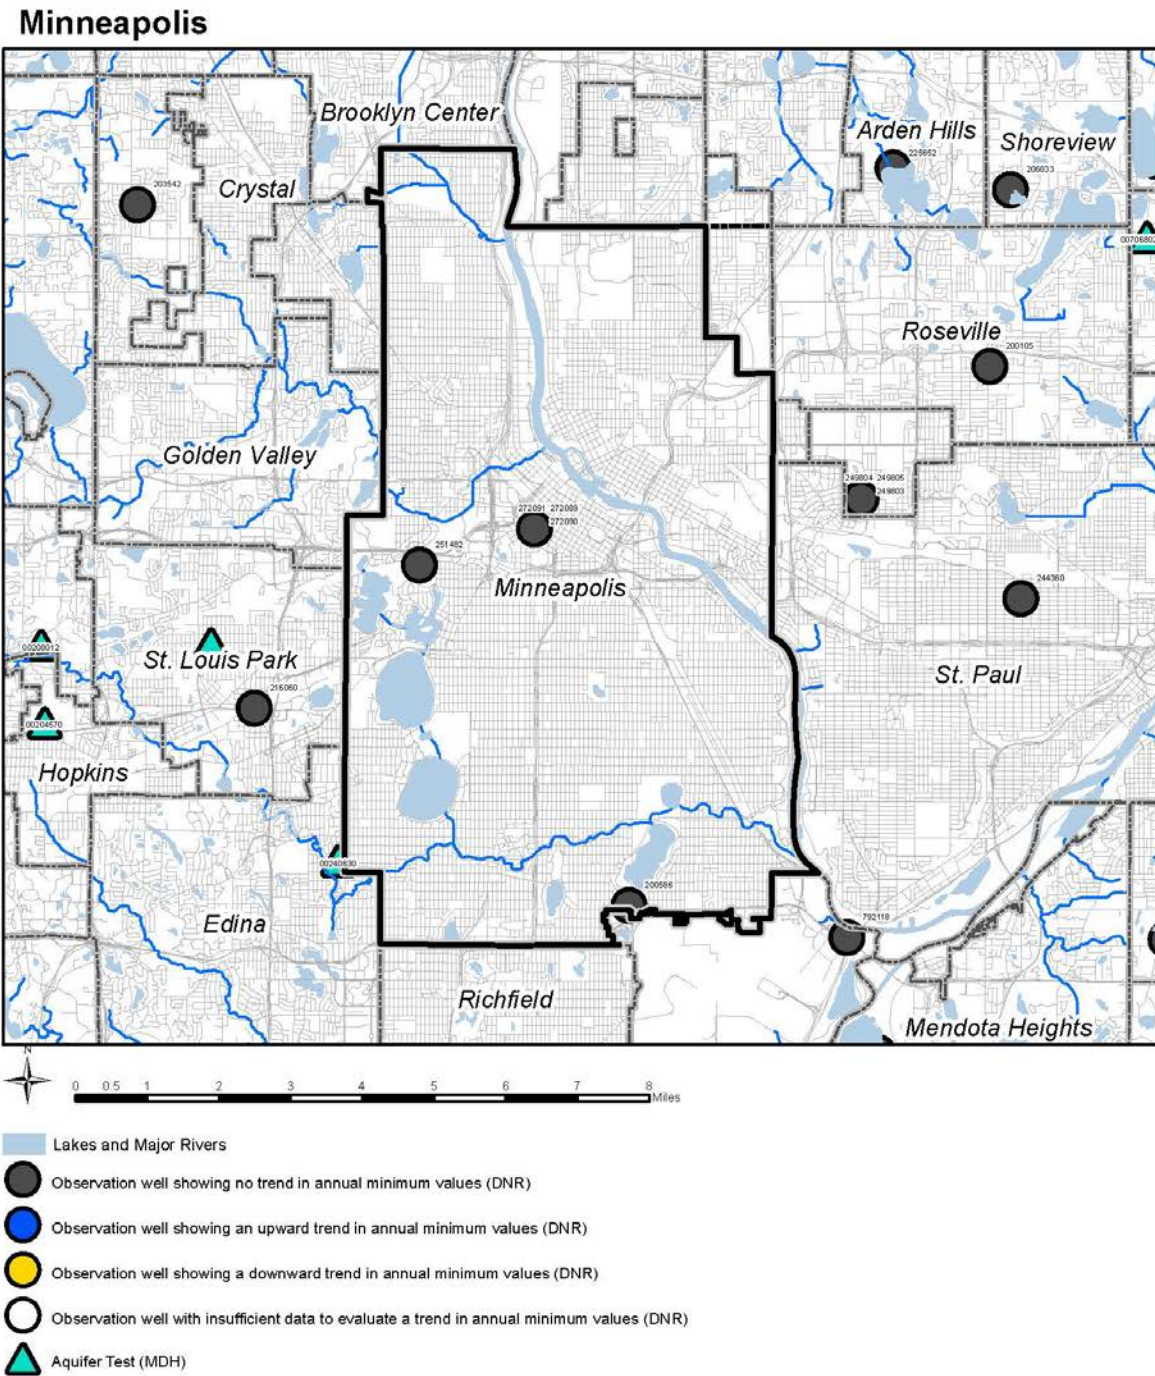 Minneapolis
Brooklyn Center
Arden Hills
225652
Shoreview
206833
203542
Crystal
00706802
Roseville
200105
Golden Valley
249804 249805
249803
272091 272089
272090
251482
Minneapolis
244360
00208012
St. Louis Park
216060
St. Paul
00204570
Hopkins
00240630
200586
Edina
792118
Richfield
Mendota Heights
N
0 0.5 1 2 3 4 5 6 7 8
Miles
Lakes and Major Rivers
Observation well showing no trend in annual minimum values (DNR)
Observation well showing an upward trend in annual minimum values (DNR)
Observation well showing a downward trend in annual minimum values (DNR)
Observation well with insufficient data to evaluate a trend in annual minimum values (DNR)
Aquifer Test (MDH)